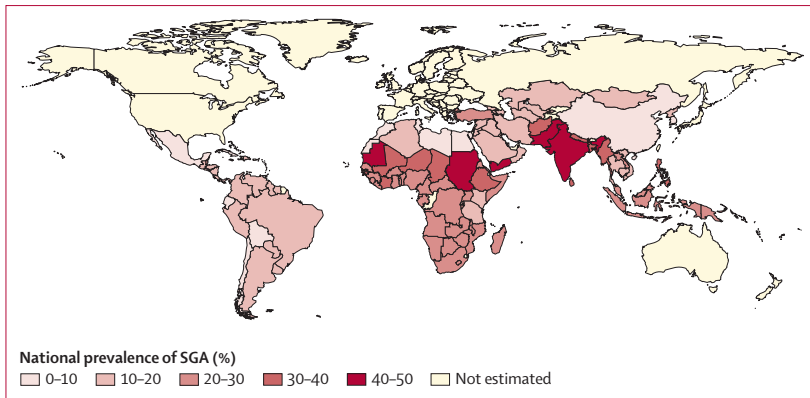 National prevalence of SGA (%)
0–10 10–20 20–30 30–40 40–50 Not estimated